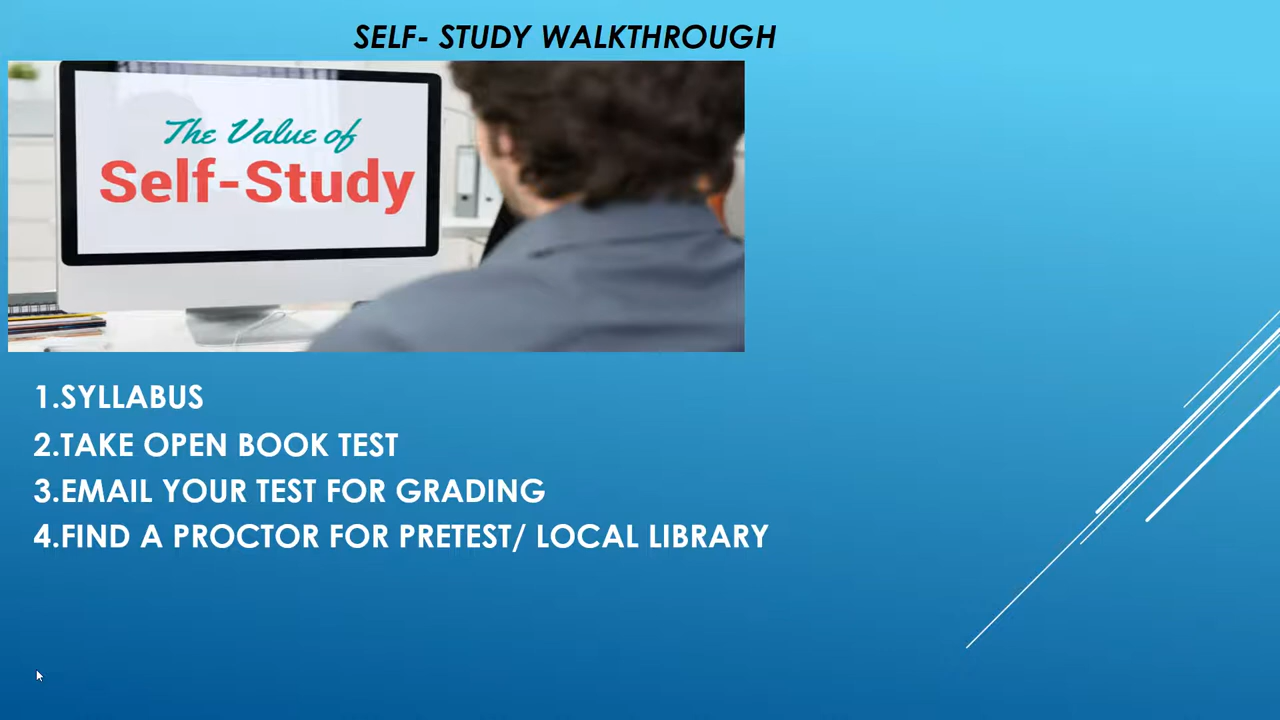 SELF- STUDY WALKTHROUGH
The Value of
Self-Study
1.SYLLABUS
2.TAKE OPEN BOOK TEST
3.EMAIL YOUR TEST FOR GRADING
4.FIND A PROCTOR FOR PRETEST/ LOCAL LIBRARY